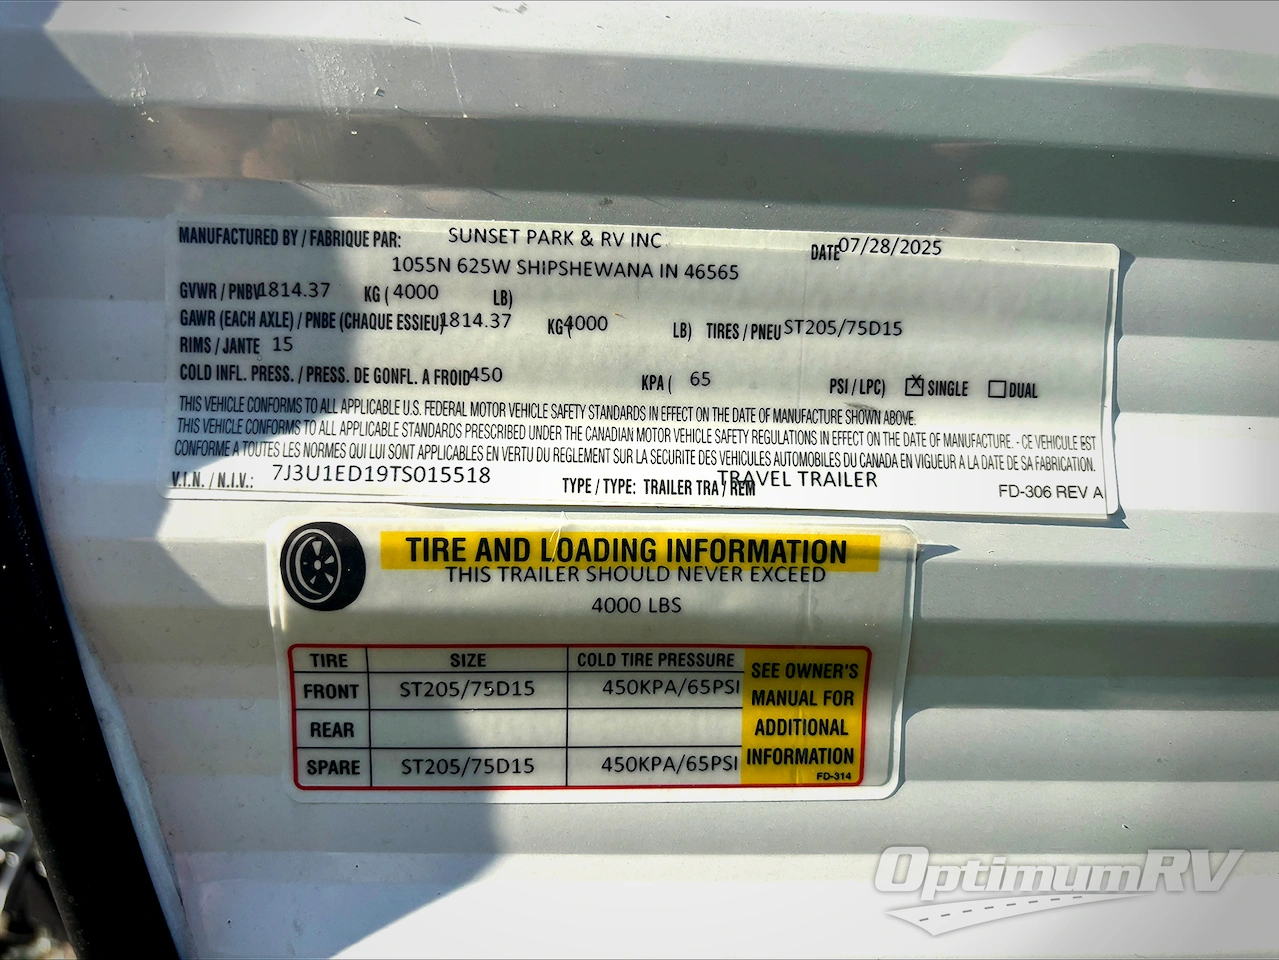 MANUFACTURED BY / FABRIQUE PAR: SUNSET PARK & RV INC DATE 07/28/2025
1055N 625W SHIPSHEWANA IN 46565
GVWR / PNBV 1814.37 KG ( 4000 LB)
GAWR (EACH AXLE) / PNBE (CHAQUE ESSIEU) 1814.37 KG( 4000 LB) TIRES / PNEU ST205/75D15
RIMS / JANTE 15
COLD INFL. PRESS. / PRESS. DE GONFL. A FROID 450 KPA ( 65 PSI / LPC) X SINGLE DUAL
THIS VEHICLE CONFORMS TO ALL APPLICABLE U.S. FEDERAL MOTOR VEHICLE SAFETY STANDARDS IN EFFECT ON THE DATE OF MANUFACTURE SHOWN ABOVE.
THIS VEHICLE CONFORMS TO ALL APPLICABLE STANDARDS PRESCRIBED UNDER THE CANADIAN MOTOR VEHICLE SAFETY REGULATIONS IN EFFECT ON THE DATE OF MANUFACTURE. - CE VEHICULE EST
CONFORME A TOUTES LES NORMES QUI LUI SONT APPLICABLES EN VERTU DU REGLEMENT SUR LA SECURITE DES VEHICULES AUTOMOBILES DU CANADA EN VIGUEUR A LA DATE DE SA FABRICATION.
V.I.N. / N.I.V.: 7J3U1ED19TS015518 TYPE / TYPE: TRAILER TRA / REM TRAVEL TRAILER FD-306 REV A
TIRE AND LOADING INFORMATION
THIS TRAILER SHOULD NEVER EXCEED
4000 LBS
TIRE SIZE COLD TIRE PRESSURE
FRONT ST205/75D15 450KPA/65PSI
REAR
SPARE ST205/75D15 450KPA/65PSI
SEE OWNER'S
MANUAL FOR
ADDITIONAL
INFORMATION
FD-314
OptimumRV